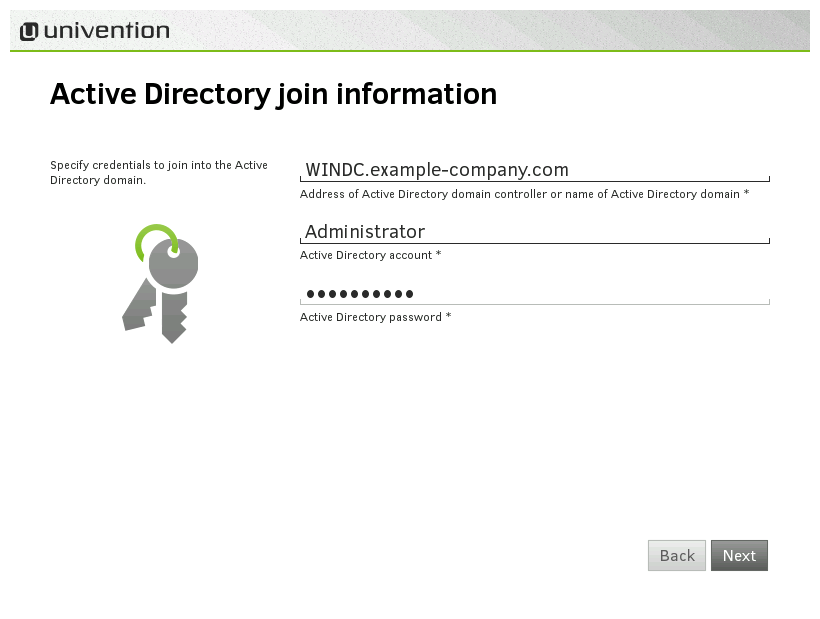 univention
Active Directory join information
Specify credentials to join into the Active
Directory domain.
WINDC.example-company.com
Address of Active Directory domain controller or name of Active Directory domain *
Administrator
Active Directory account *
●●●●●●●●●●
Active Directory password *
Back
Next